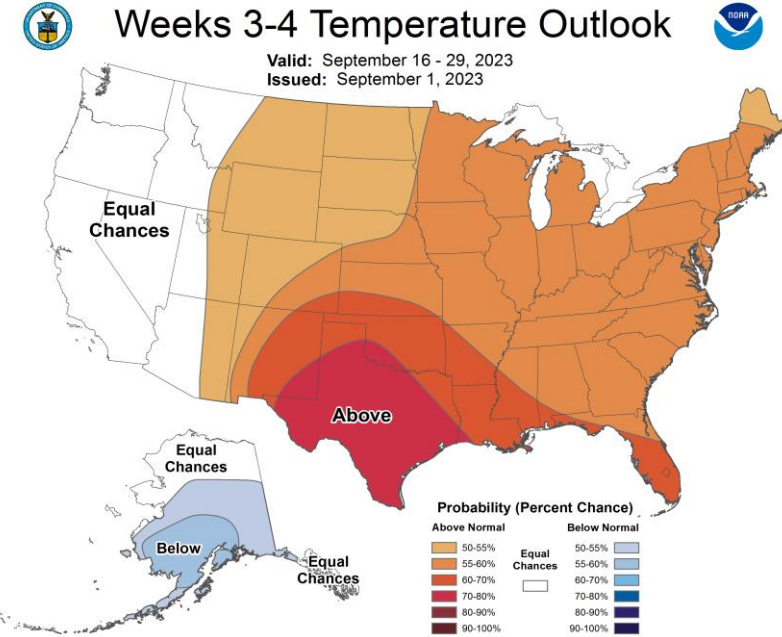 Weeks 3-4 Temperature Outlook
NOAA
Valid: September 16 - 29, 2023
Issued: September 1, 2023
Equal
Chances
Above
Equal
Chances
Below
Equal
Chances
Probability (Percent Chance)
Above Normal
Below Normal
50-55%
55-60%
60-70%
70-80%
80-90%
90-100%
Equal
Chances
50-55%
55-60%
60-70%
70-80%
80-90%
90-100%